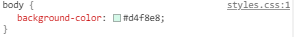 body { styles.css:1
background-color: #d4f8e8;
}